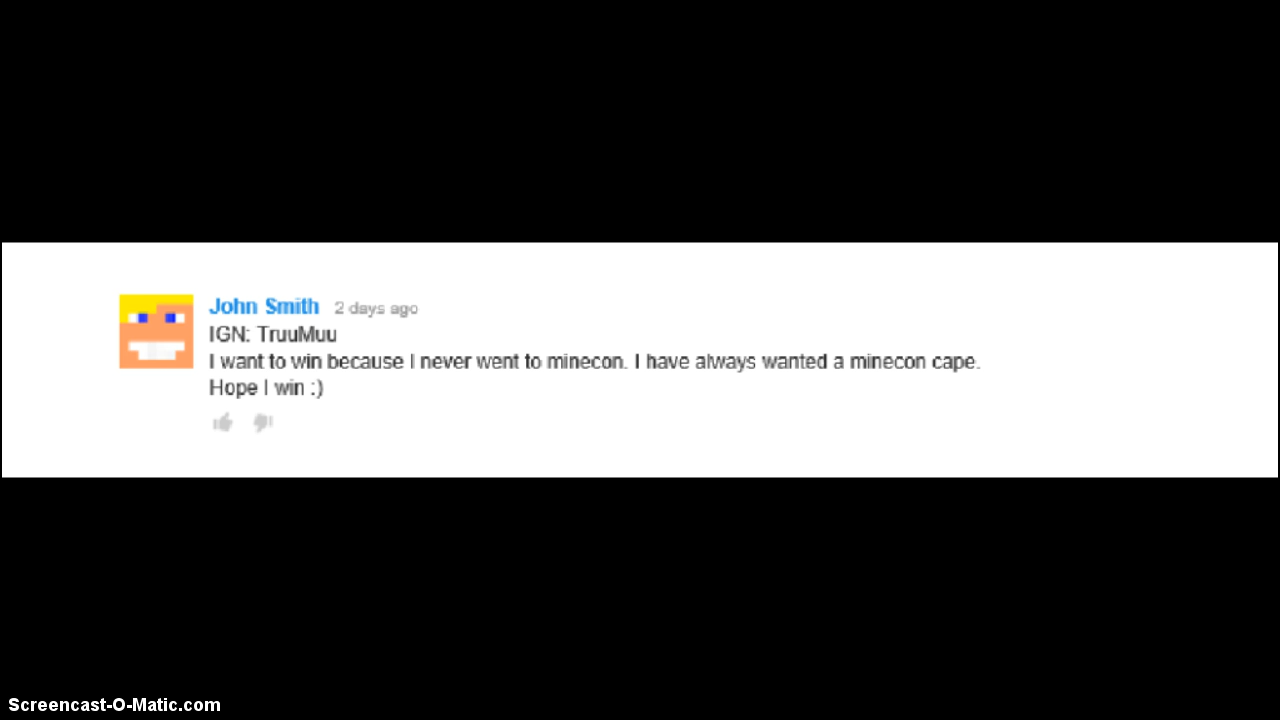 John Smith 2 days ago
IGN: TruuMuu
I want to win because I never went to minecon. I have always wanted a minecon cape.
Hope I win :)
Screencast-O-Matic.com